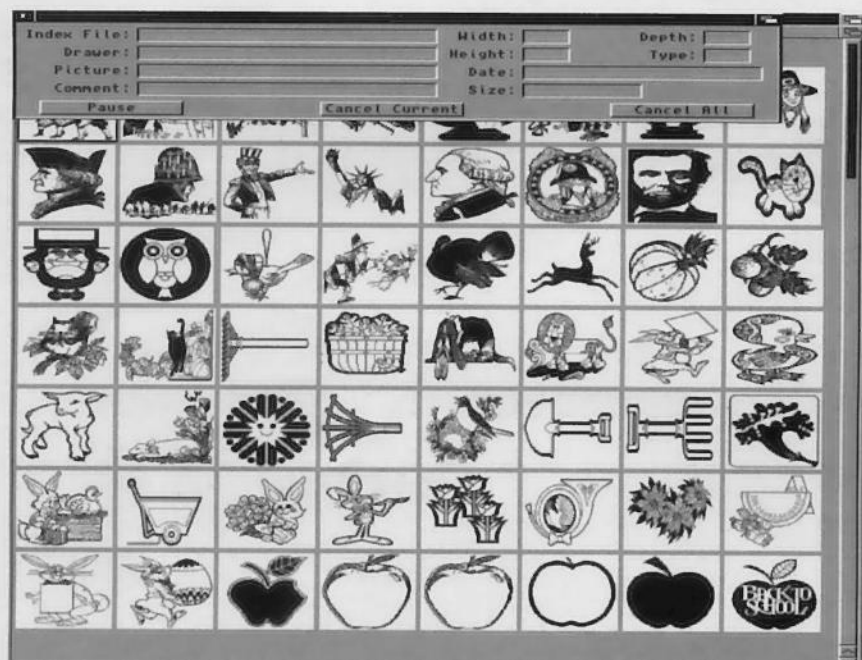 Index File: Width: Depth:
Drawer: Height: Type:
Picture: Date:
Comment: Size:
Pause Cancel Current Cancel All
BACK TO
SCHOOL